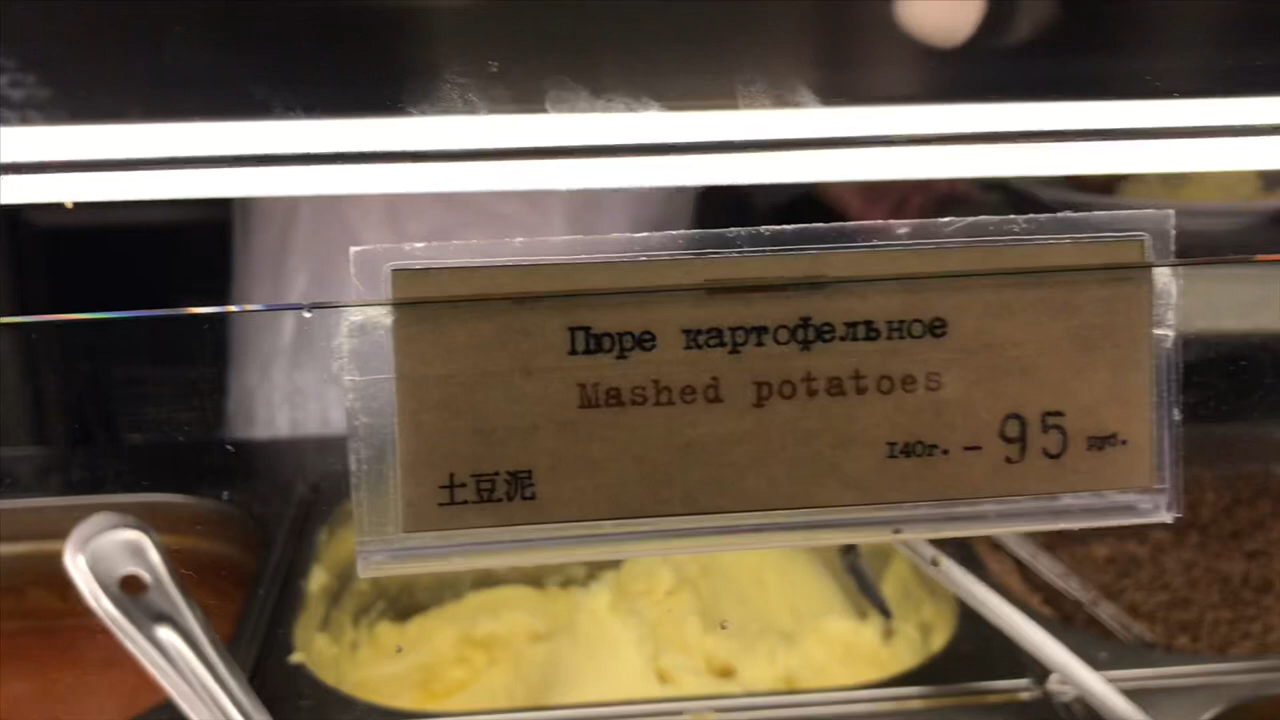 Пюре картофельное
Mashed potatoes
140г. - 95 руб.
土豆泥